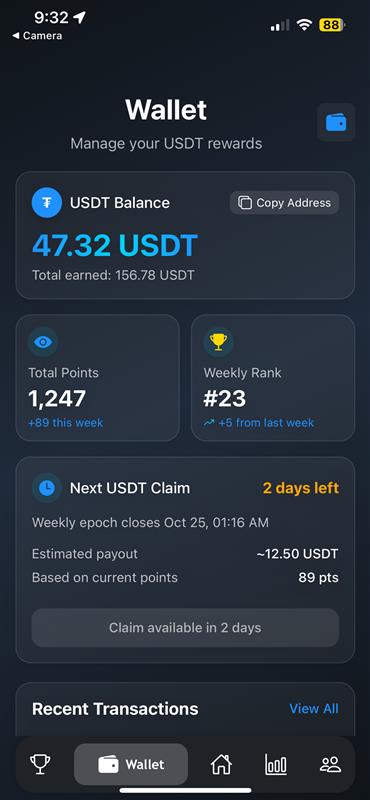 9:32
88
◀ Camera
Wallet
Manage your USDT rewards
USDT Balance
Copy Address
47.32 USDT
Total earned: 156.78 USDT
Total Points
1,247
+89 this week
Weekly Rank
#23
+5 from last week
Next USDT Claim
2 days left
Weekly epoch closes Oct 25, 01:16 AM
Estimated payout
~12.50 USDT
Based on current points
89 pts
Claim available in 2 days
Recent Transactions
View All
Wallet